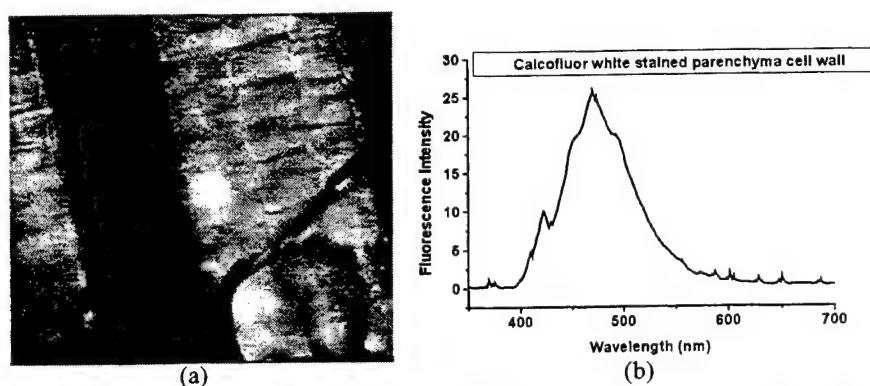 Calcofluor white stained parenchyma cell wall
30
25
20
15
10
5
0
Fluorescence Intensity
400
500
600
700
Wavelength (nm)
(a)
(b)